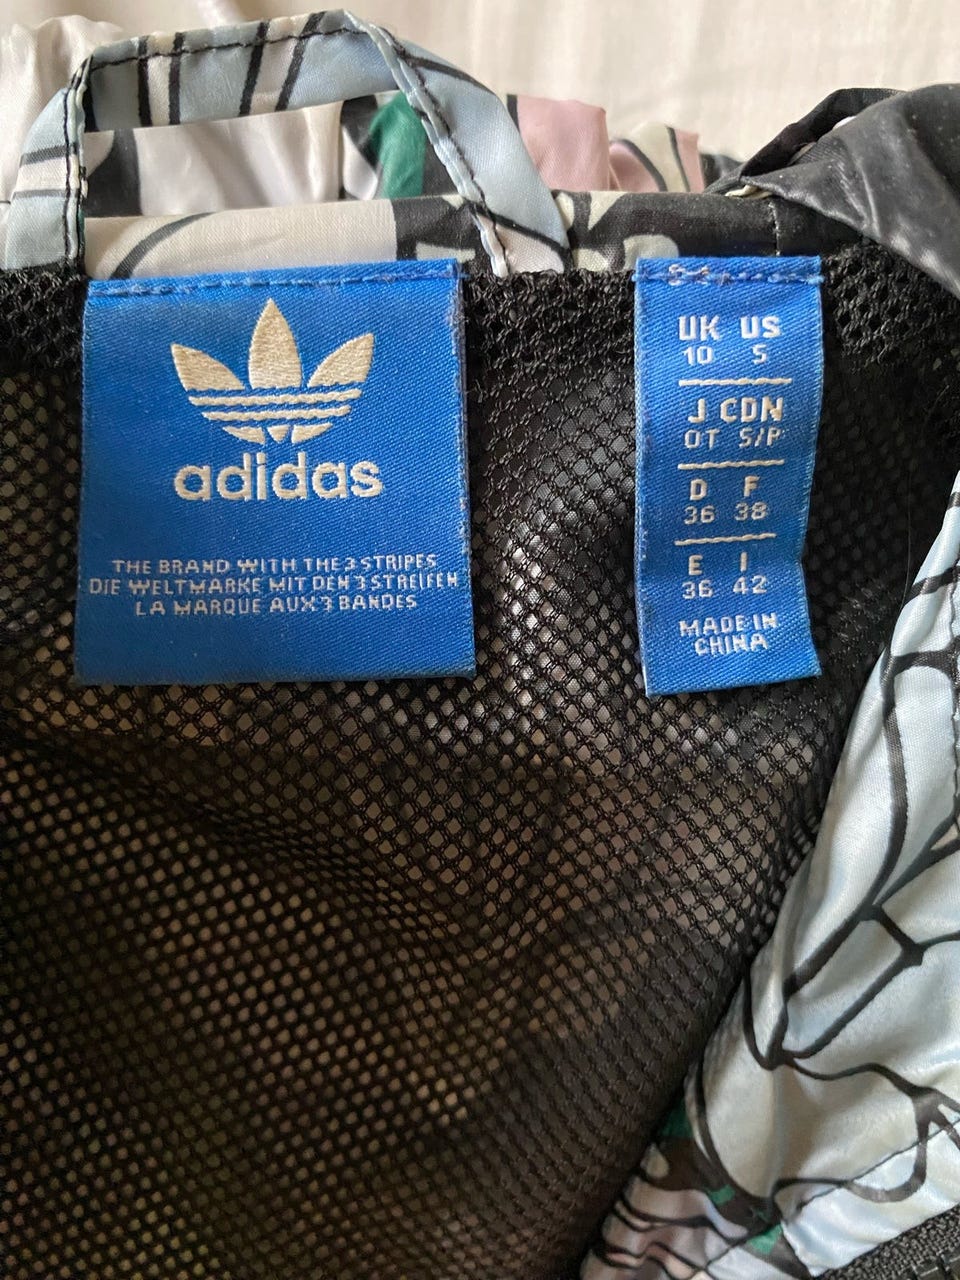 adidas
THE BRAND WITH THE 3 STRIPES
DIE WELTMARKE MIT DEN 3 STREIFEN
LA MARQUE AUX 3 BANDES
UK US
10 S
J CDN
OT S/P
D F
36 38
E I
36 42
MADE IN
CHINA